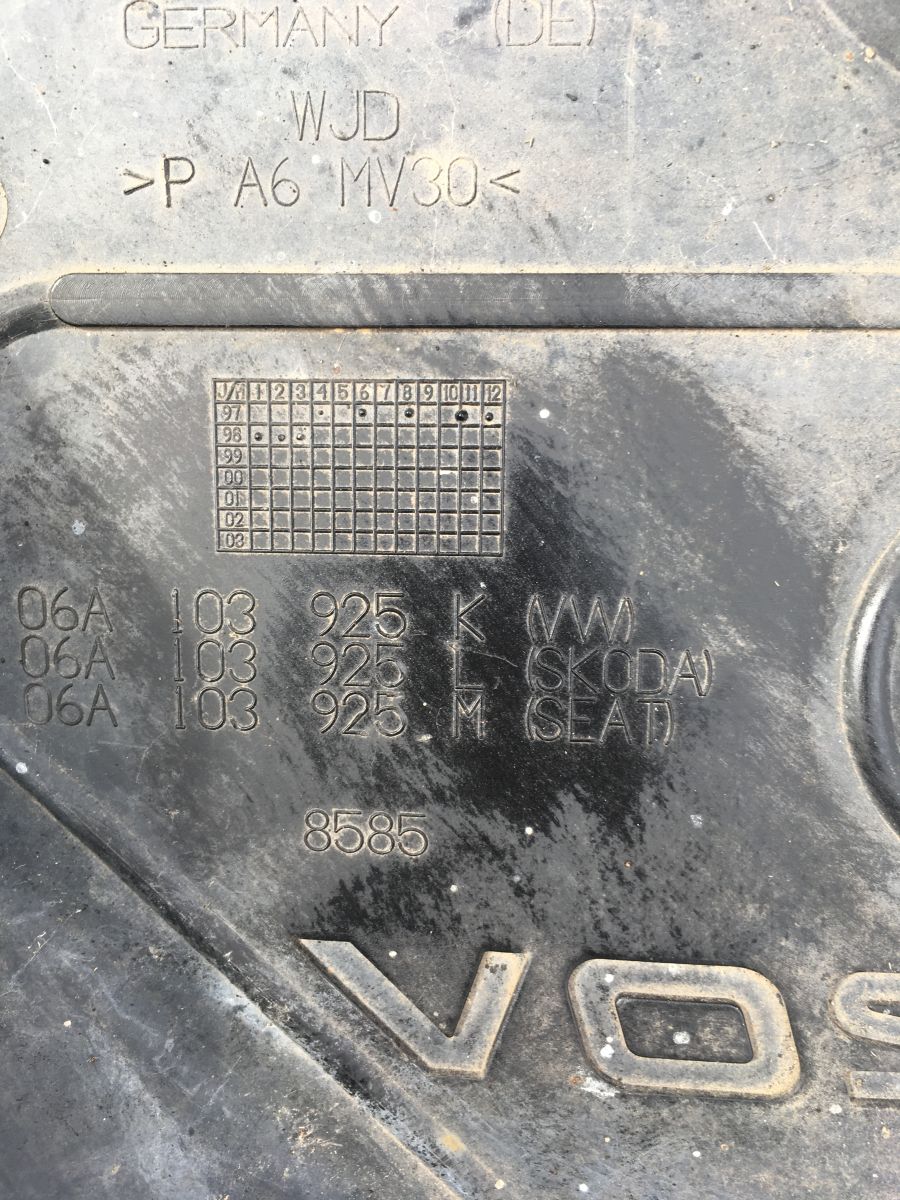 GERMANY (DE)
WJD
>P A6 MV30<
J/M 1 2 3 4 5 6 7 8 9 10 11 12
97
98
99
00
01
02
03
06A 103 925 K (VW)
06A 103 925 L (SKODA)
06A 103 925 M (SEAT)
8585
VOS